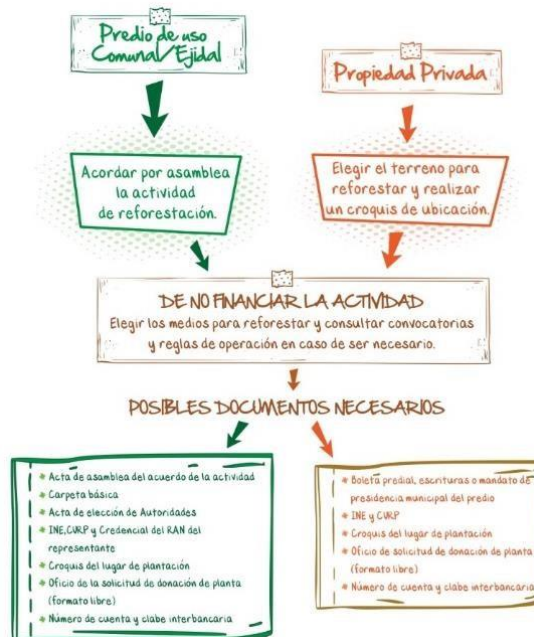 Predio de uso
Comunal/Ejidal
Propiedad Privada
Acordar por asamblea
la actividad
de reforestación.
Elegir el terreno para
reforestar y realizar
un croquis de ubicación.
DE NO FINANCIAR LA ACTIVIDAD
Elegir los medios para reforestar y consultar convocatorias
y reglas de operación en caso de ser necesario.
POSIBLES DOCUMENTOS NECESARIOS
* Acta de asamblea del acuerdo de la actividad
* Carpeta básica
* Acta de elección de Autoridades
* INE,CURP y Credencial del RAN del
representante
* Croquis del lugar de plantación
* Oficio de la solicitud de donación de planta
(formato libre)
* Número de cuenta y clabe interbancaria
* Boleta predial, escrituras o mandato de
presidencia municipal del predio
* INE y CURP
* Croquis del lugar de plantación
* Oficio de solicitud de donación de planta
(formato libre)
* Número de cuenta y clabe interbancaria